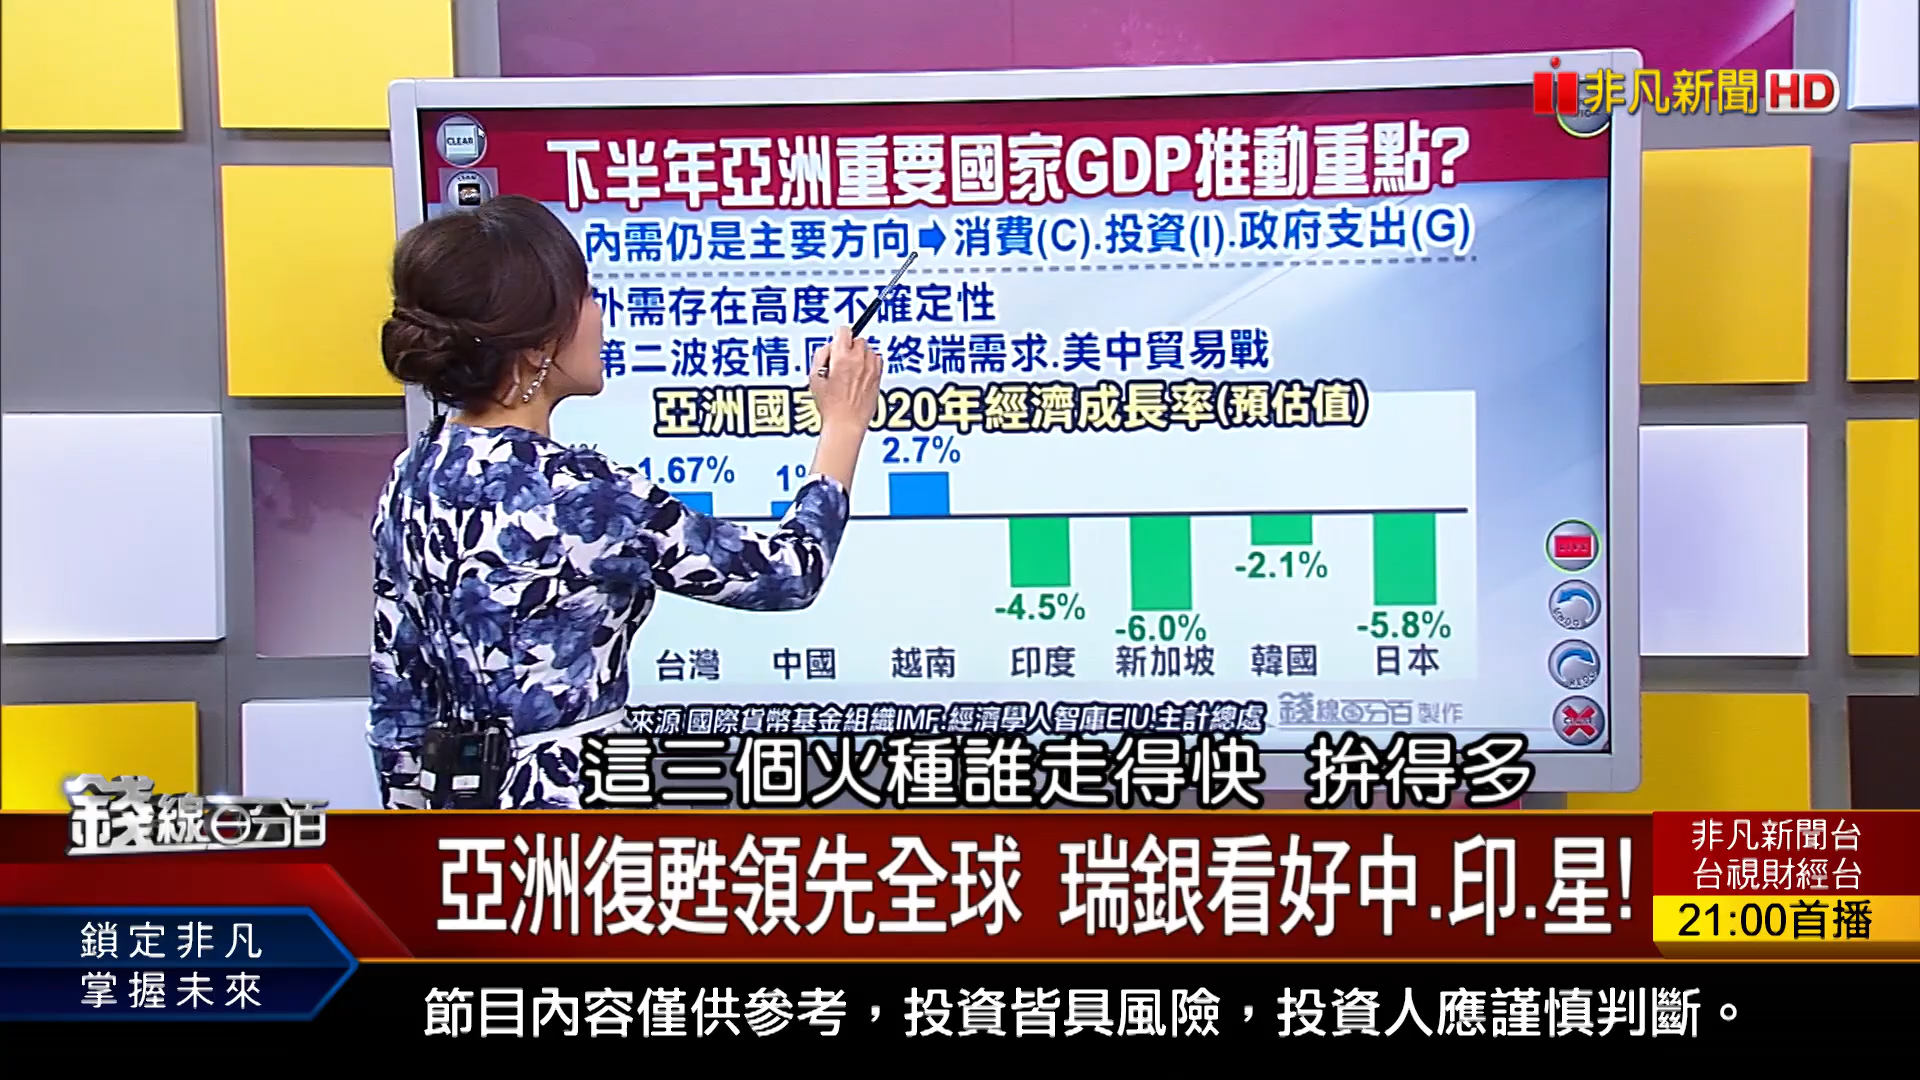 非凡新聞HD
CLEAR
下半年亞洲重要國家GDP推動重點?
內需仍是主要方向➡消費(C).投資(I).政府支出(G)
外需存在高度不確定性
第二波疫情.歐美終端需求.美中貿易戰
亞洲國家2020年經濟成長率(預估值)
1.67%
1%
2.7%
-4.5%
-6.0%
-2.1%
-5.8%
台灣
中國
越南
印度
新加坡
韓國
日本
來源.國際貨幣基金組織IMF.經濟學人智庫EIU.主計總處
錢線百分百 製作
這三個火種誰走得快 拚得多
錢線百分百
亞洲復甦領先全球 瑞銀看好中.印.星!
非凡新聞台
台視財經台
21:00首播
鎖定非凡
掌握未來
節目內容僅供參考，投資皆具風險，投資人應謹慎判斷。